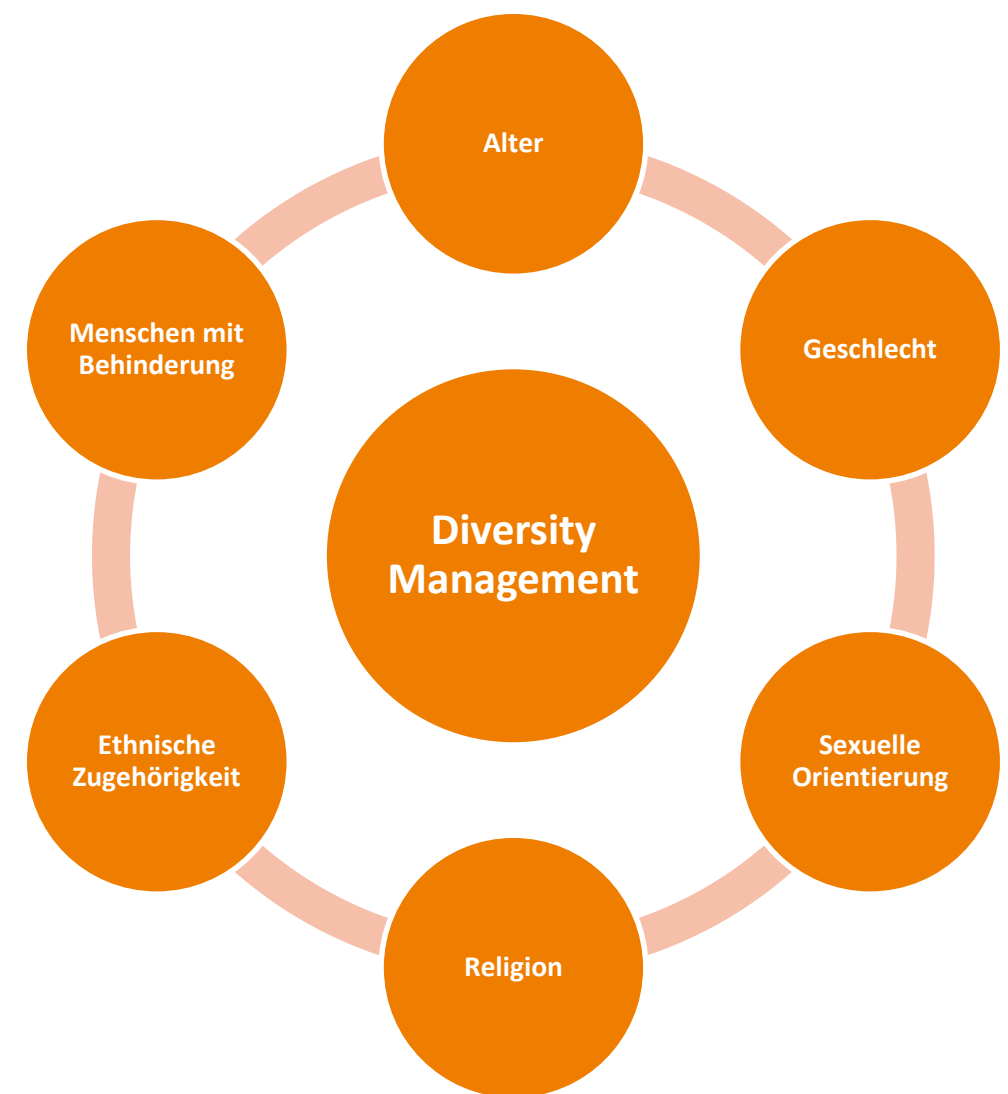 Alter
Geschlecht
Sexuelle
Orientierung
Religion
Ethnische
Zugehörigkeit
Menschen mit
Behinderung
Diversity
Management